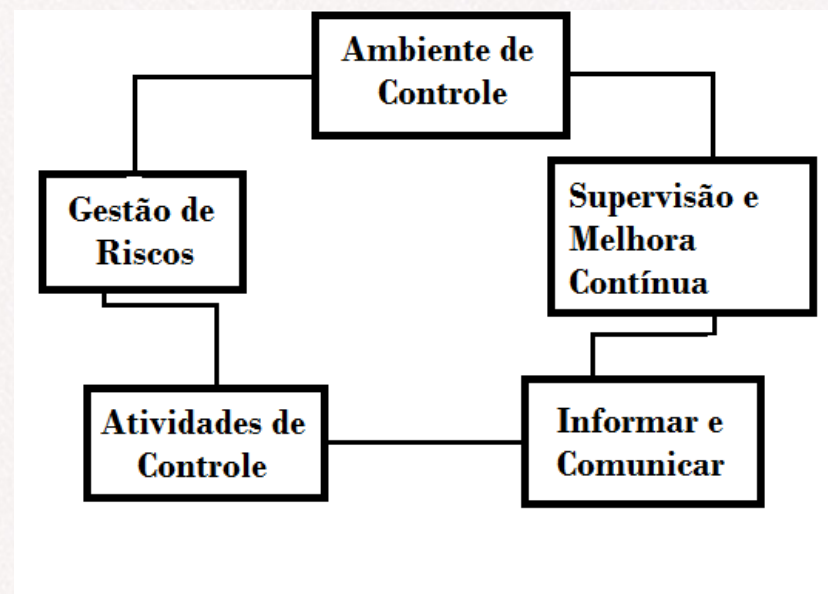 Ambiente de
Controle
Gestão de
Riscos
Supervisão e
Melhora
Contínua
Atividades de
Controle
Informar e
Comunicar